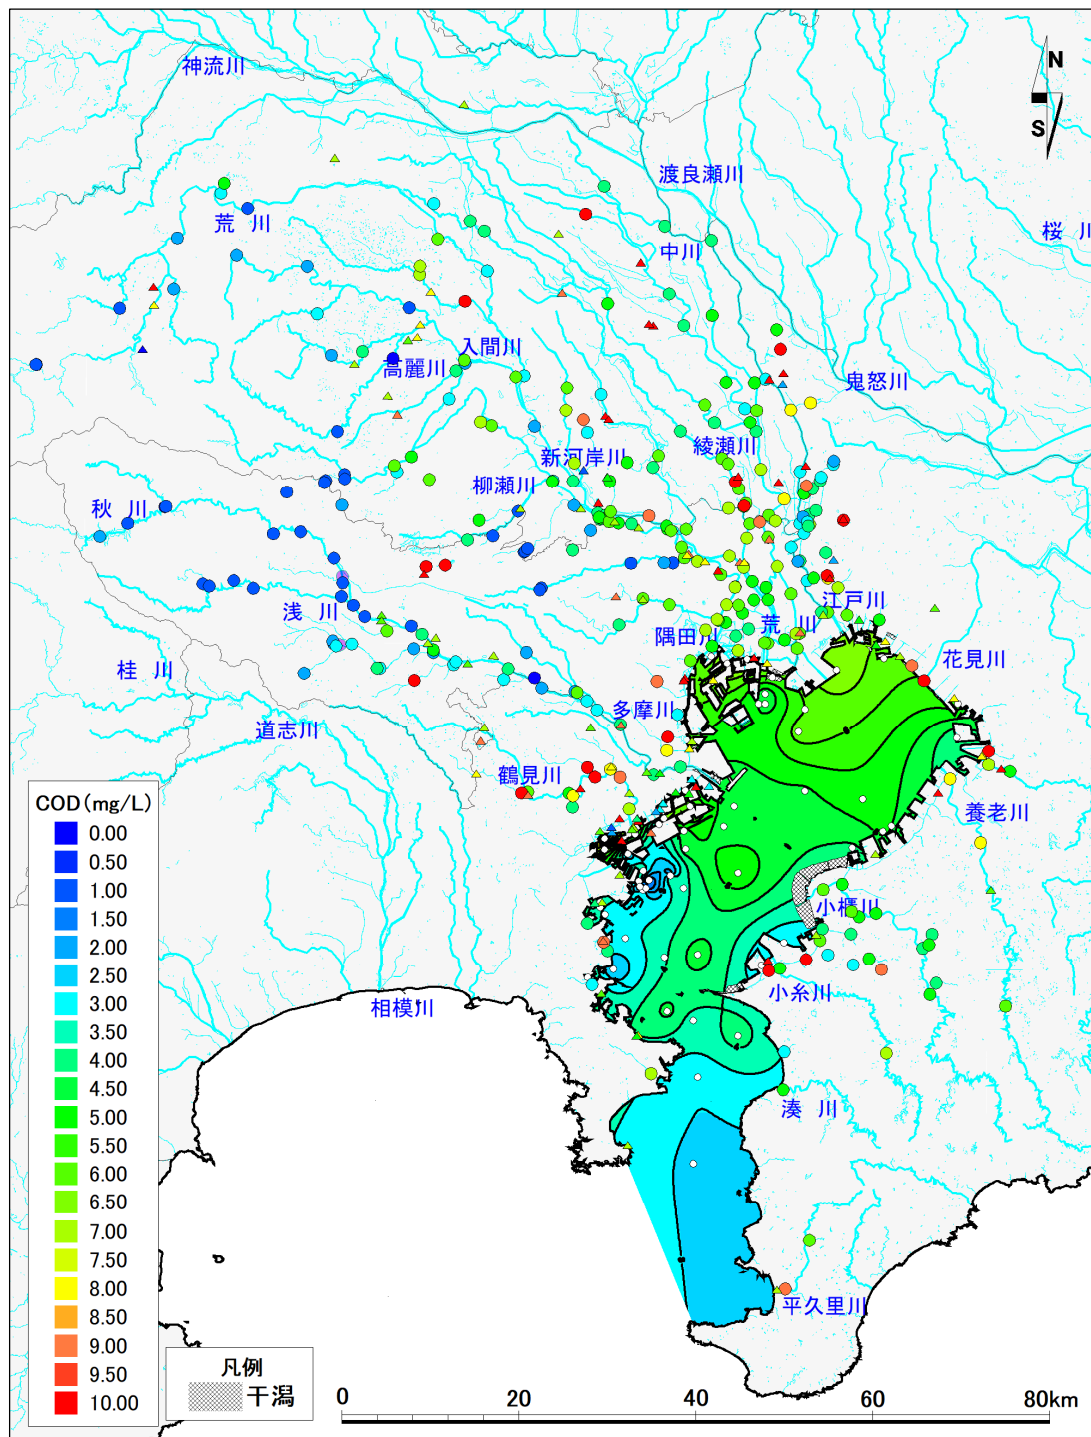 神流川
N
S
渡良瀬川
荒 川
中川
桜 川
入間川
高麗川
鬼怒川
新河岸川
綾瀬川
柳瀬川
秋 川
浅 川
江戸川
隅田川
荒 川
花見川
桂 川
道志川
多摩川
鶴見川
養老川
小櫃川
小糸川
相模川
湊 川
平久里川
COD(mg/L)
0.00
0.50
1.00
1.50
2.00
2.50
3.00
3.50
4.00
4.50
5.00
5.50
6.00
6.50
7.00
7.50
8.00
8.50
9.00
9.50
10.00
凡例
干潟
0 20 40 60 80km